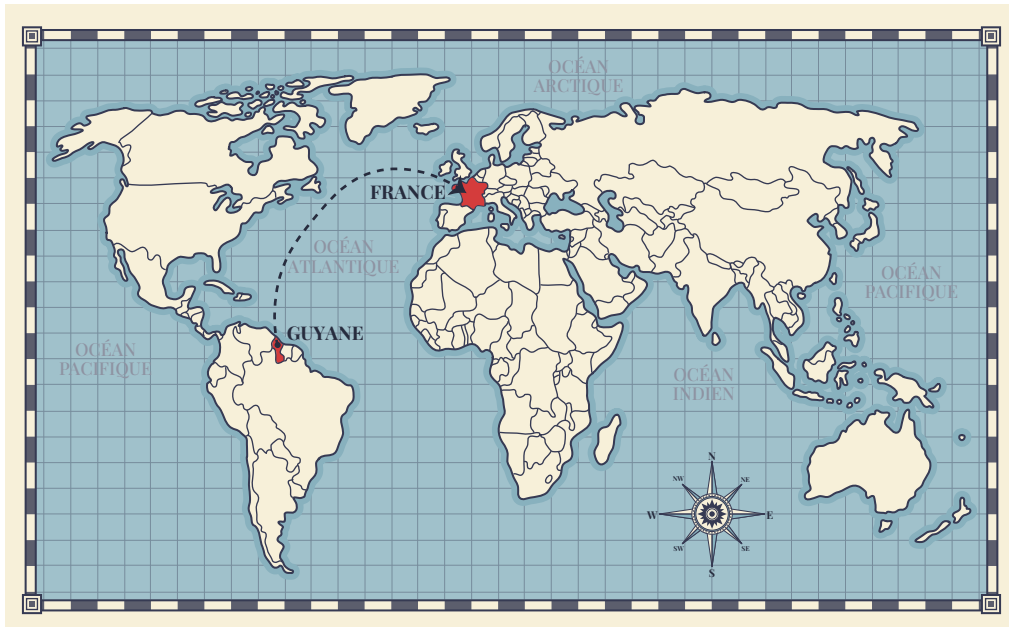 OCÉAN
ARCTIQUE
FRANCE
OCÉAN
ATLANTIQUE
OCÉAN
PACIFIQUE
GUYANE
OCÉAN
PACIFIQUE
OCÉAN
INDIEN
N
NW
NE
W
E
SW
SE
S